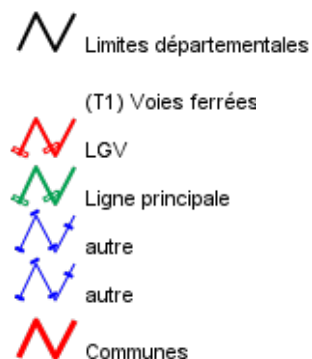 Limites départementales
(T1) Voies ferrées
LGV
Ligne principale
autre
autre
Communes